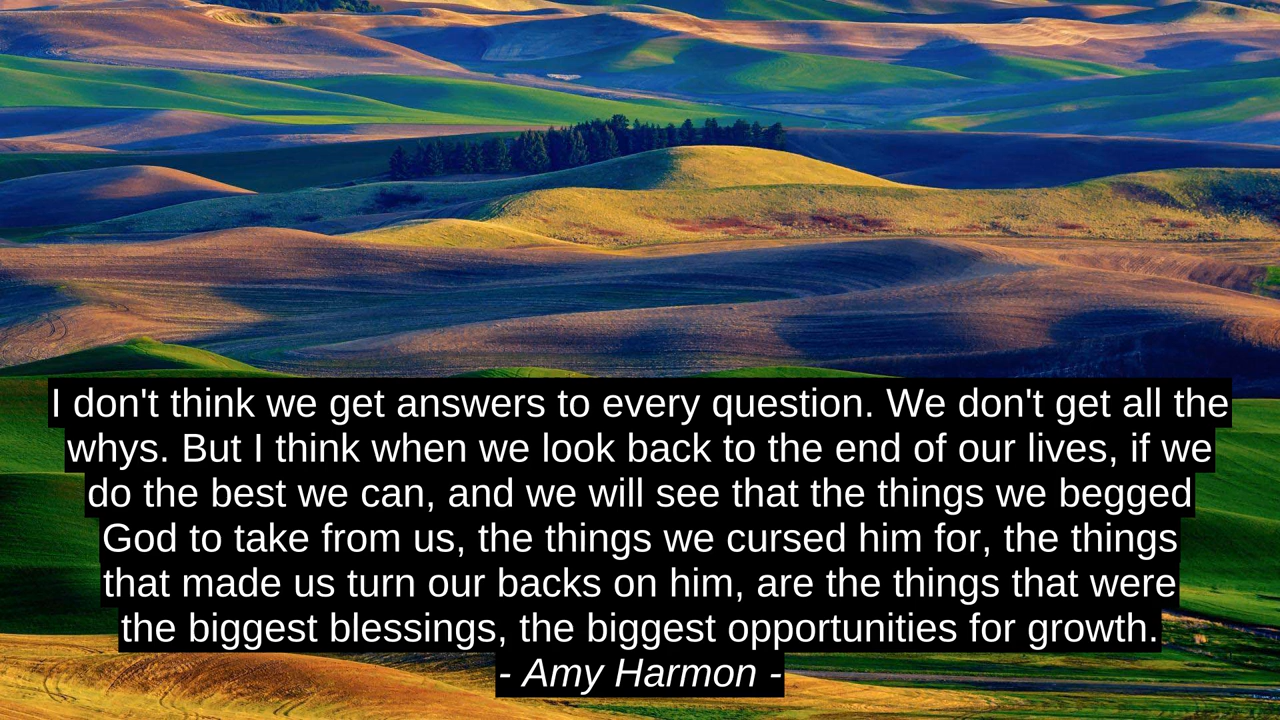 I don't think we get answers to every question. We don't get all the
whys. But I think when we look back to the end of our lives, if we
do the best we can, and we will see that the things we begged
God to take from us, the things we cursed him for, the things
that made us turn our backs on him, are the things that were
the biggest blessings, the biggest opportunities for growth.
- Amy Harmon -